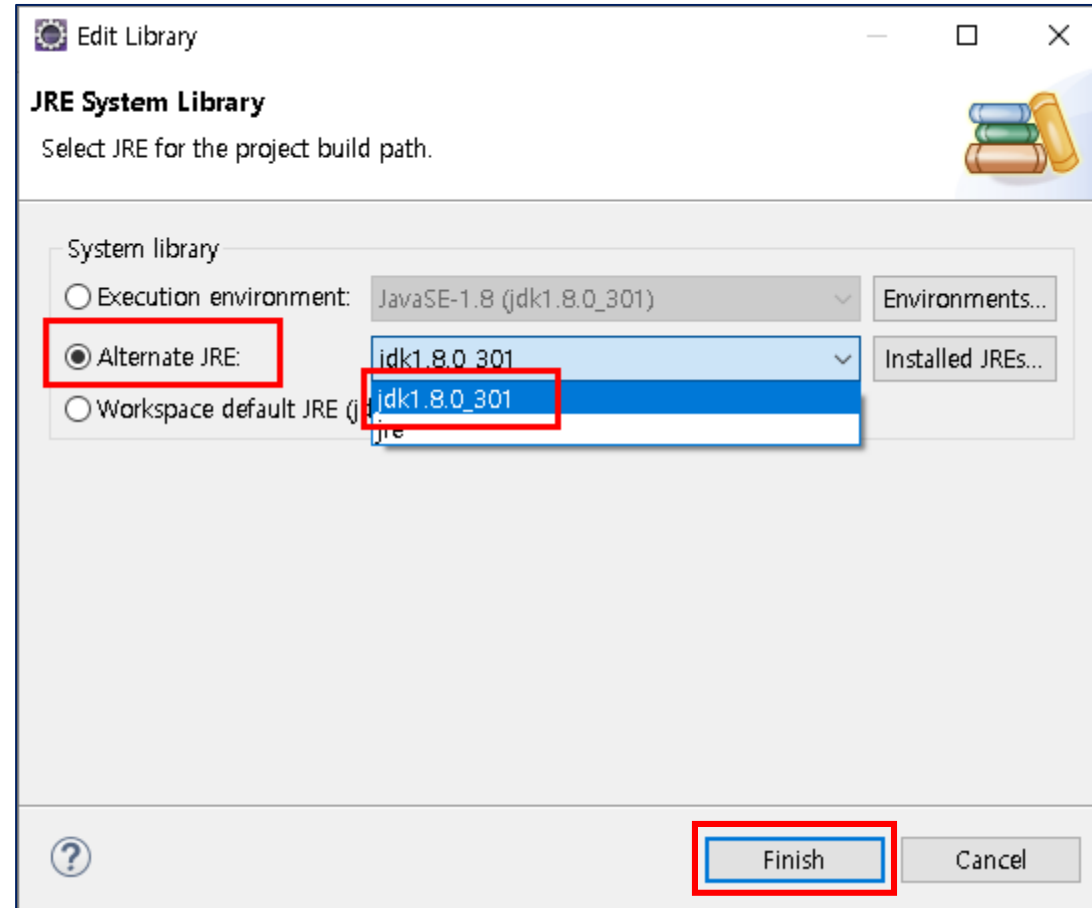 Edit Library
JRE System Library
Select JRE for the project build path.
System library
Execution environment: JavaSE-1.8 (jdk1.8.0_301) Environments...
Alternate JRE: jdk1.8.0_301 Installed JREs...
jdk1.8.0_301
Workspace default JRE (
jre
Finish Cancel